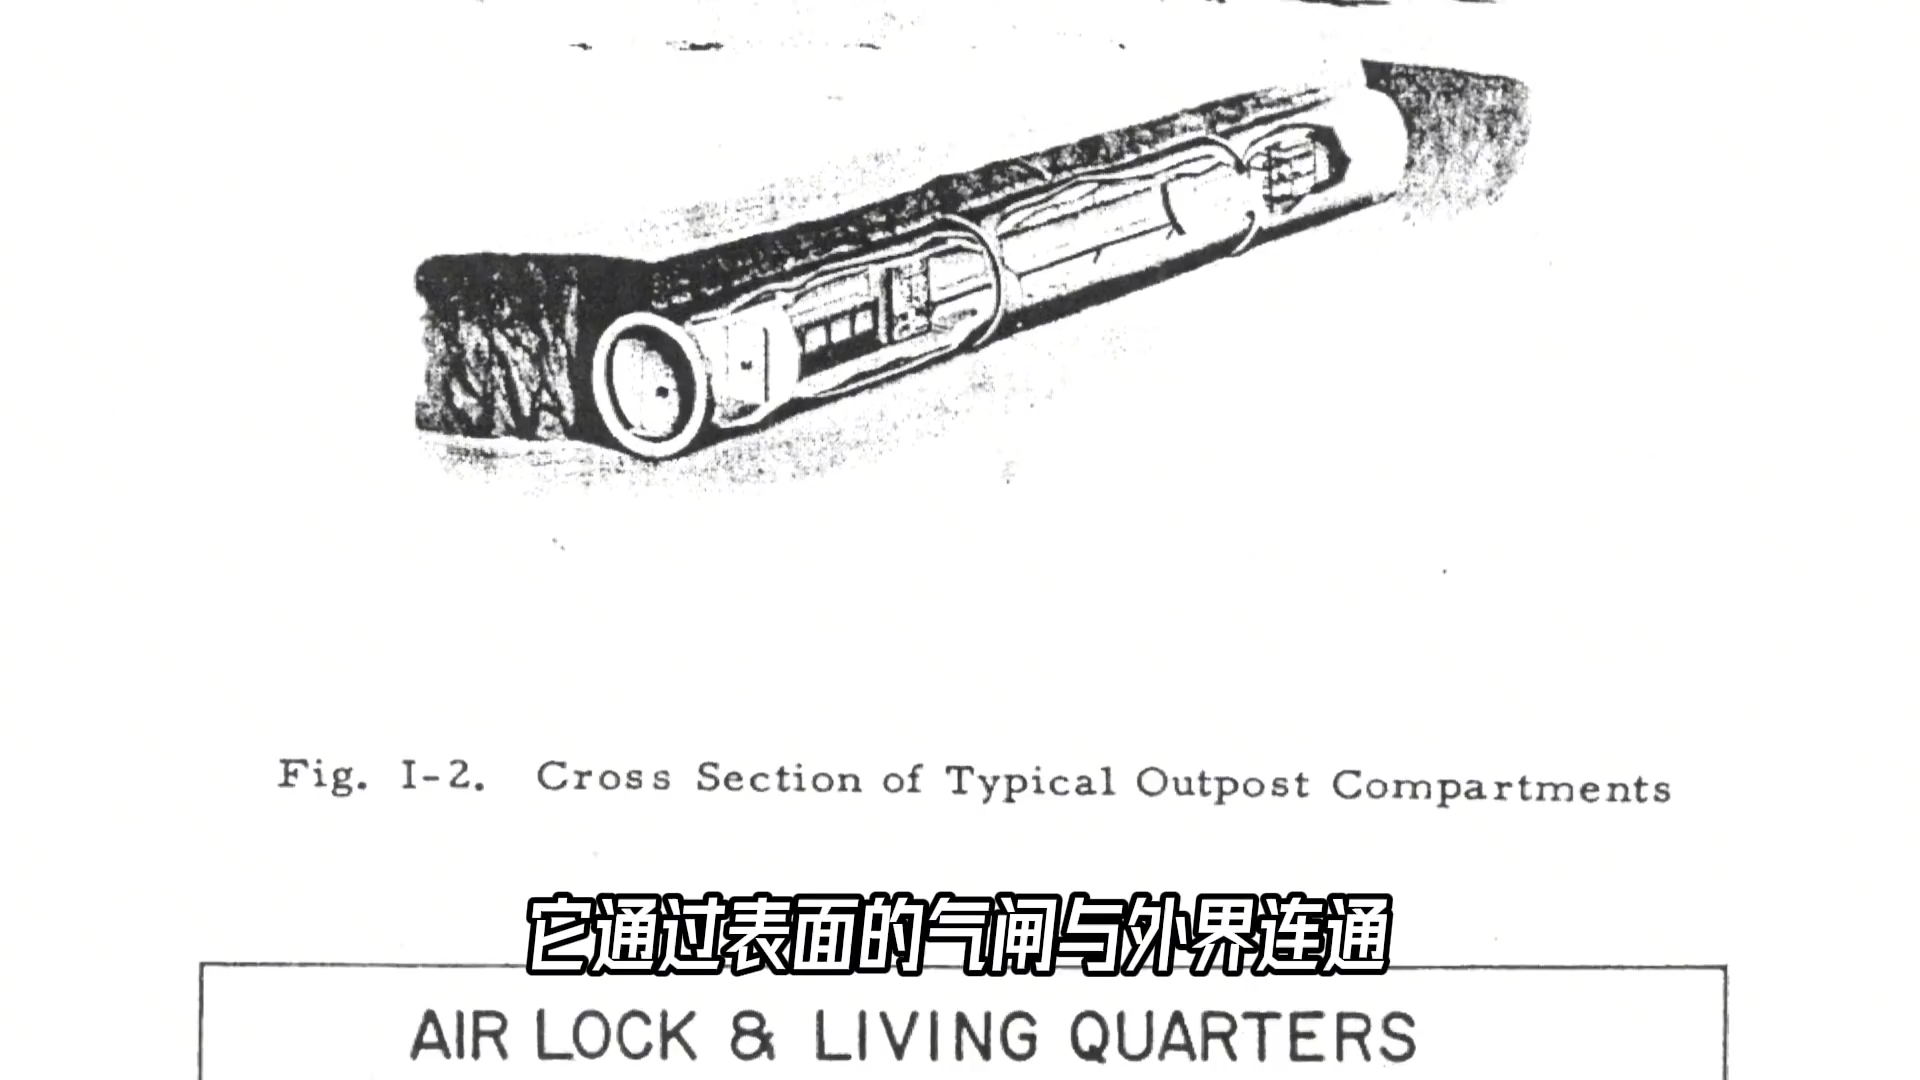 Fig. I-2. Cross Section of Typical Outpost Compartments
它通过表面的气闸与外界连通
AIR LOCK & LIVING QUARTERS